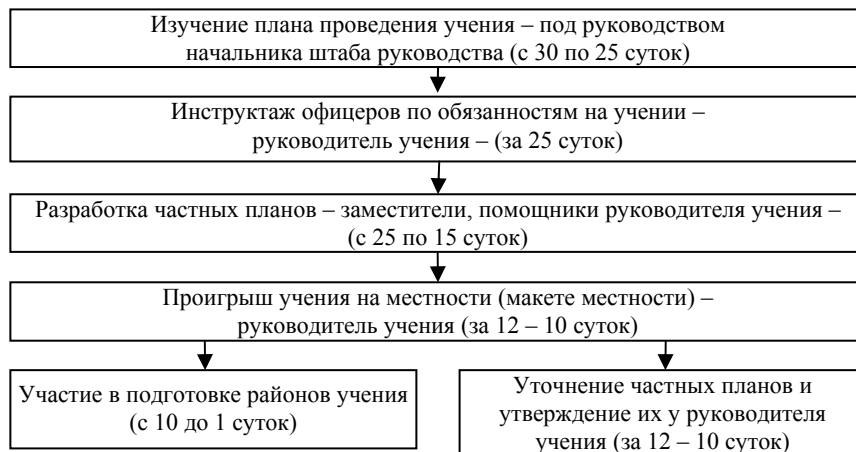 Изучение плана проведения учения – под руководством
начальника штаба руководства (с 30 по 25 суток)
Инструктаж офицеров по обязанностям на учении –
руководитель учения – (за 25 суток)
Разработка частных планов – заместители, помощники руководителя учения –
(с 25 по 15 суток)
Проигрыш учения на местности (макете местности) –
руководитель учения (за 12 – 10 суток)
Участие в подготовке районов учения
(с 10 до 1 суток)
Уточнение частных планов и
утверждение их у руководителя
учения (за 12 – 10 суток)